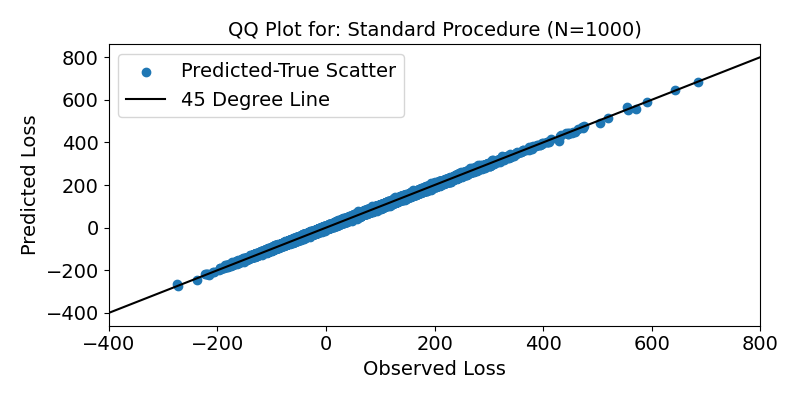 QQ Plot for: Standard Procedure (N=1000)
Predicted-True Scatter
45 Degree Line
Predicted Loss
800
600
400
200
0
−200
−400
−400 −200 0 200 400 600 800
Observed Loss